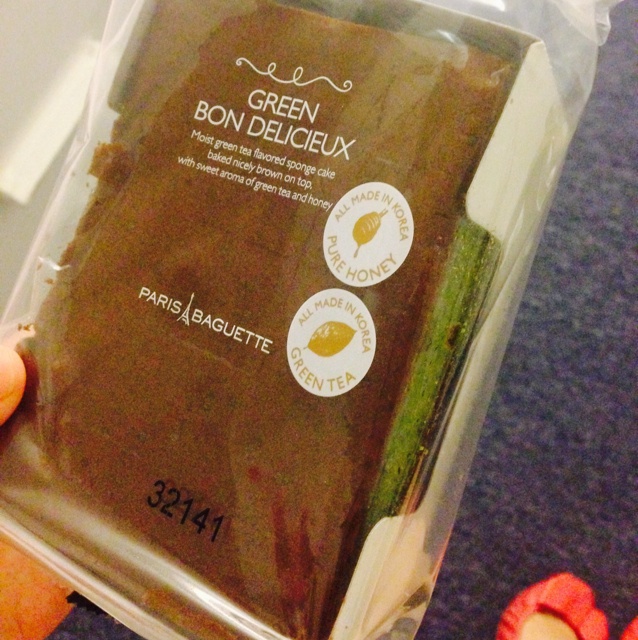 GREEN
BON DELICIEUX
Moist green tea flavored sponge cake
baked nicely brown on top,
with sweet aroma of green tea and honey
ALL MADE IN KOREA
PURE HONEY
PARIS BAGUETTE
ALL MADE IN KOREA
GREEN TEA
32141